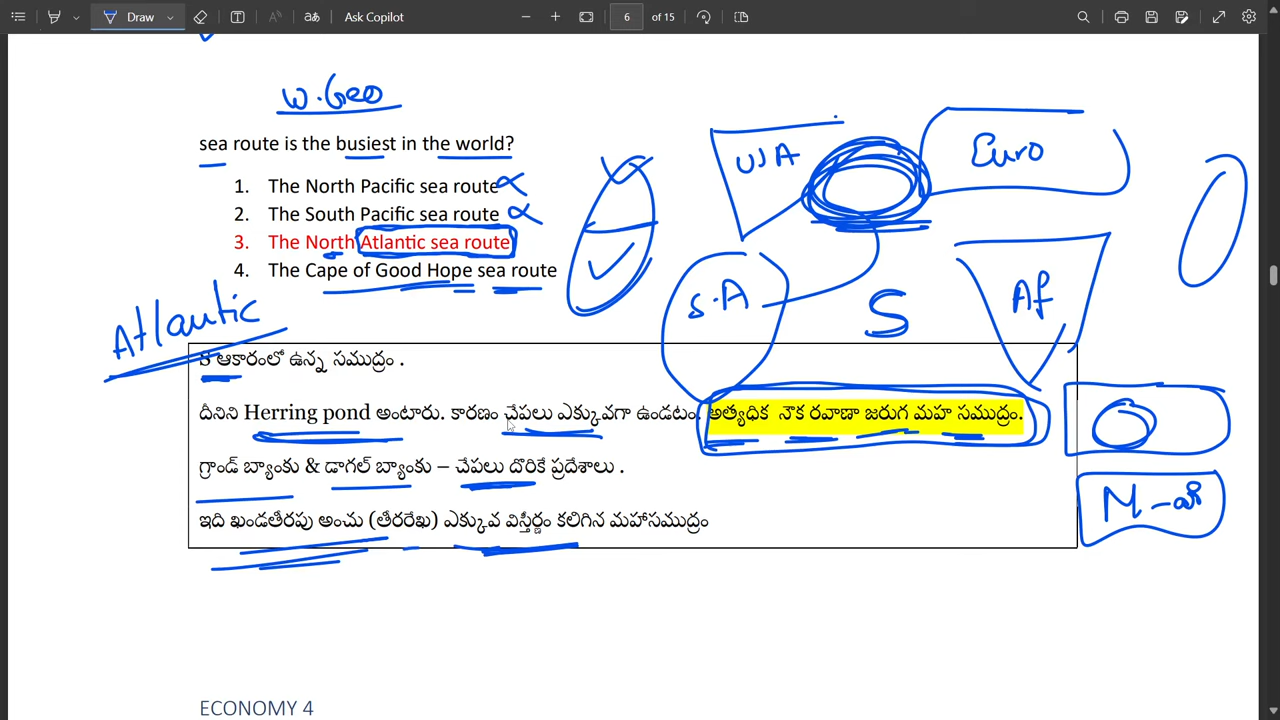 Draw
Ask Copilot
6 of 15
W. Geo
sea route is the busiest in the world?
1. The North Pacific sea route
2. The South Pacific sea route
3. The North Atlantic sea route
4. The Cape of Good Hope sea route
USA
Euro
S.A
S
Af
Atlantic
S ఆకారంలో ఉన్న సముద్రం .
దీనిని Herring pond అంటారు. కారణం చేపలు ఎక్కువగా ఉండటం. అత్యధిక నౌక రవాణా జరుగ మహ సముద్రం.
గ్రాండ్ బ్యాంకు & డాగల్ బ్యాంకు – చేపలు దొరికే ప్రదేశాలు .
ఇది ఖండతీరపు అంచు (తీరరేఖ) ఎక్కువ విస్తీర్ణం కలిగిన మహాసముద్రం
ECONOMY 4